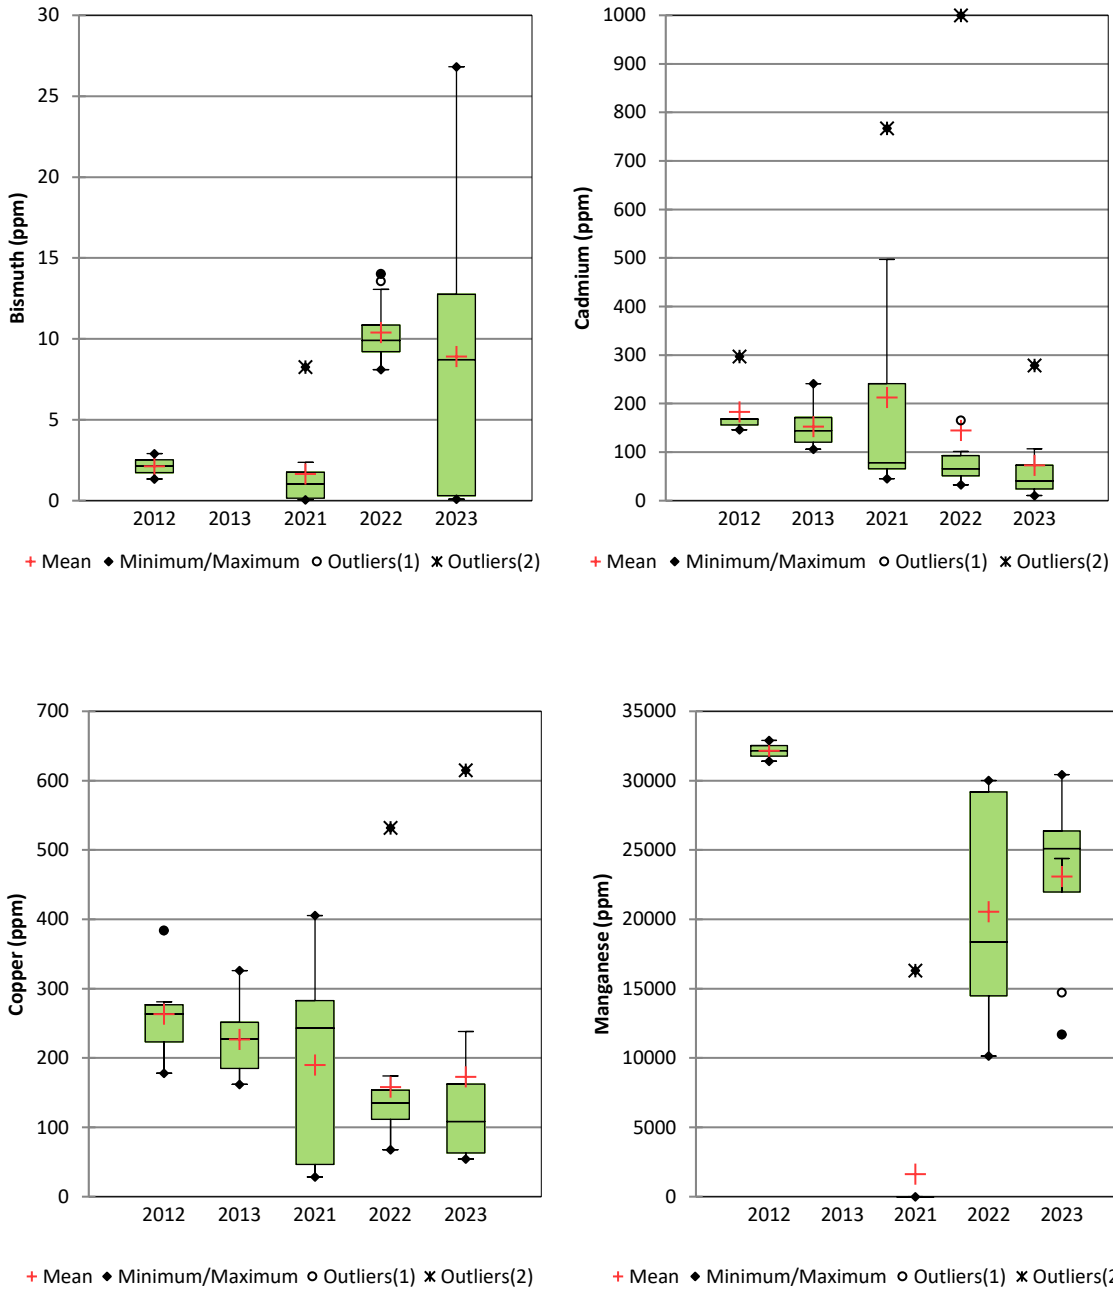 30
25
20
15
10
5
0
Bismuth (ppm)
2012 2013 2021 2022 2023
Mean Minimum/Maximum Outliers(1) Outliers(2)
1000
900
800
700
600
500
400
300
200
100
0
Cadmium (ppm)
2012 2013 2021 2022 2023
Mean Minimum/Maximum Outliers(1) Outliers(2)
700
600
500
400
300
200
100
0
Copper (ppm)
2012 2013 2021 2022 2023
Mean Minimum/Maximum Outliers(1) Outliers(2)
35000
30000
25000
20000
15000
10000
5000
0
Manganese (ppm)
2012 2013 2021 2022 2023
Mean Minimum/Maximum Outliers(1) Outliers(2